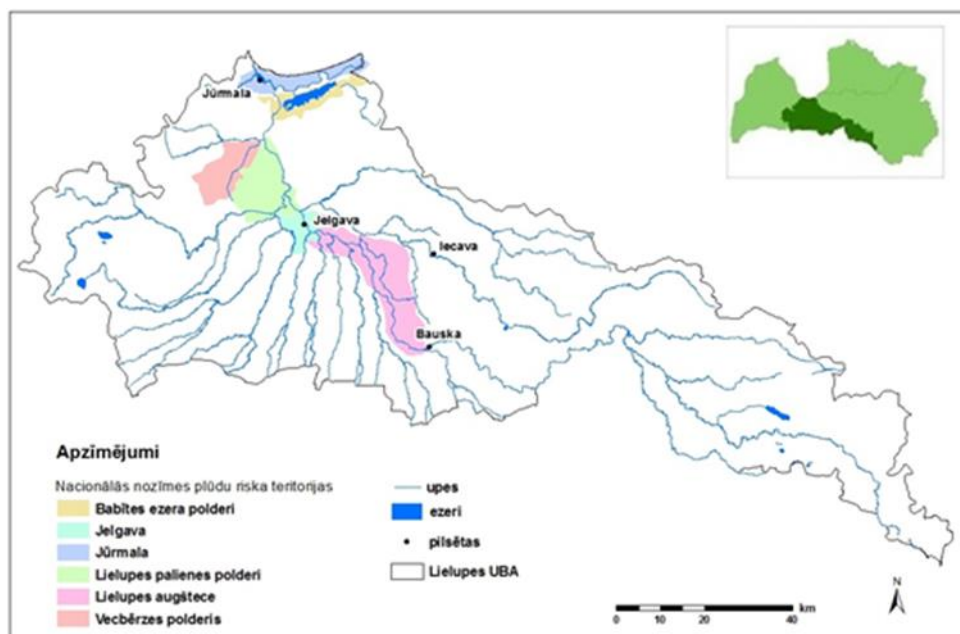 Jūrmala
Jelgava
Iecava
Bauska
Apzīmējumi
Nacionālās nozīmes plūdu riska teritorijas
Babītes ezera polderi
Jelgava
Jūrmala
Lielupes palienes polderi
Lielupes augštece
Vecbērzes polderis
upes
ezeri
pilsētas
Lielupes UBA
0 10 20 40 km
N